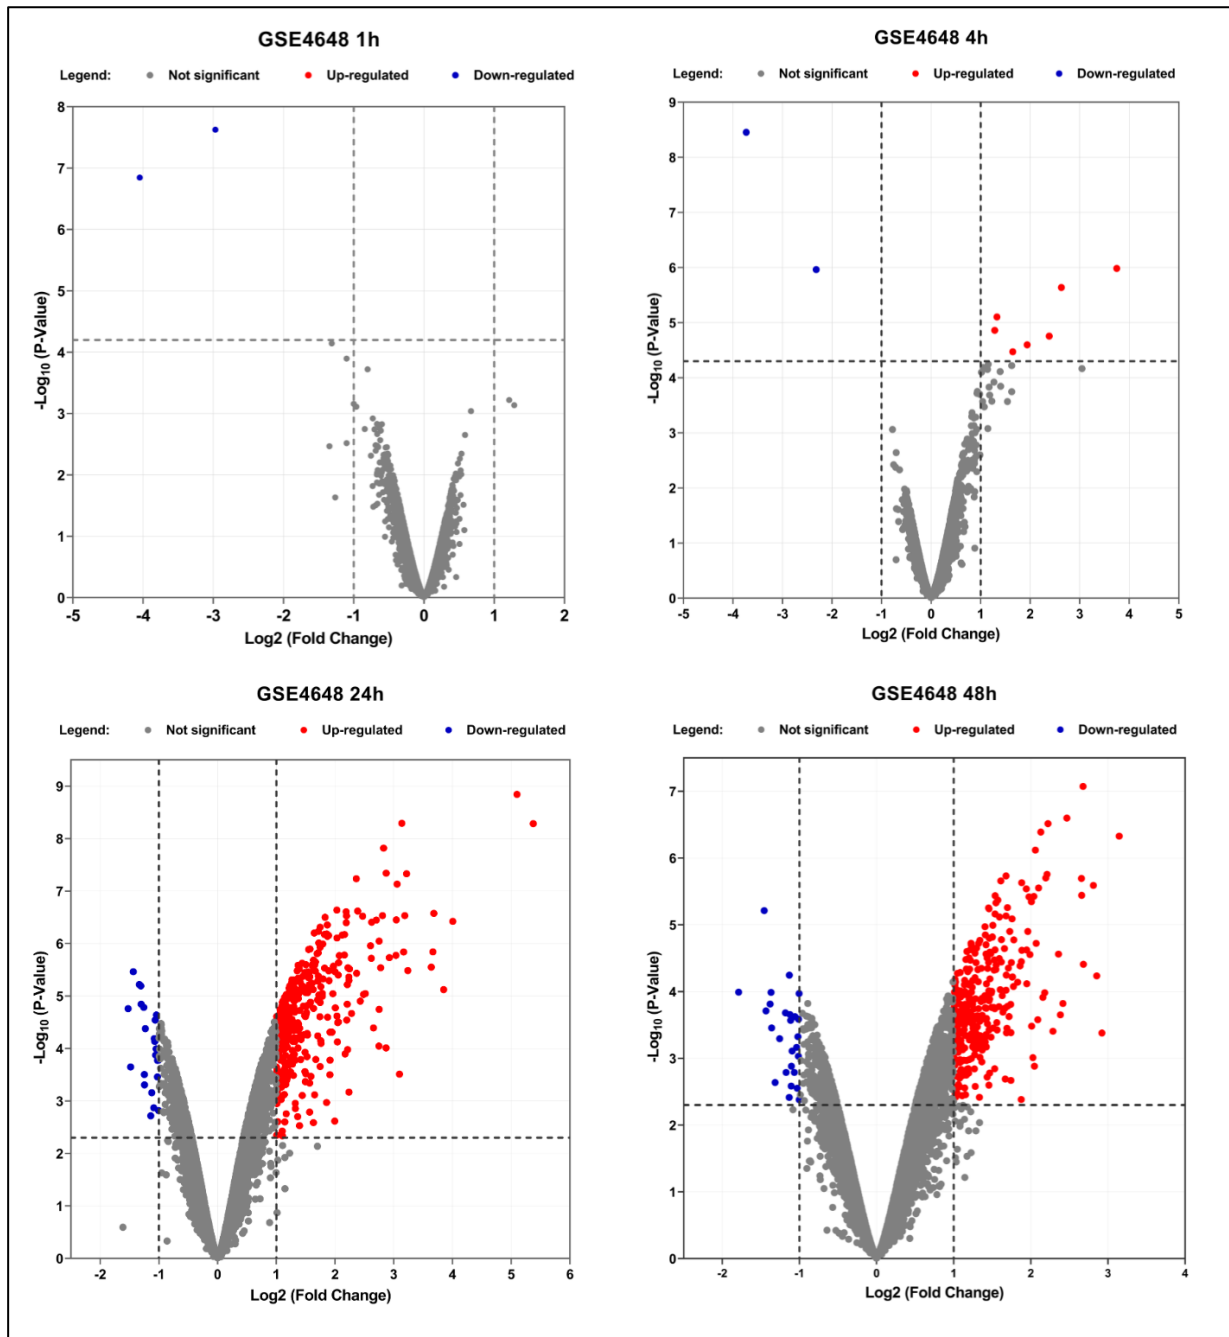 GSE4648 1h
Legend: Not significant Up-regulated Down-regulated
8
7
6
5
4
3
2
1
0
-Log10 (P-Value)
-5 -4 -3 -2 -1 0 1 2
Log2 (Fold Change)
GSE4648 4h
Legend: Not significant Up-regulated Down-regulated
9
8
7
6
5
4
3
2
1
0
-Log10 (P-Value)
-5 -4 -3 -2 -1 0 1 2 3 4 5
Log2 (Fold Change)
GSE4648 24h
Legend: Not significant Up-regulated Down-regulated
9
8
7
6
5
4
3
2
1
0
-Log10 (P-Value)
-2 -1 0 1 2 3 4 5 6
Log2 (Fold Change)
GSE4648 48h
Legend: Not significant Up-regulated Down-regulated
7
6
5
4
3
2
1
0
-Log10 (P-Value)
-2 -1 0 1 2 3 4
Log2 (Fold Change)